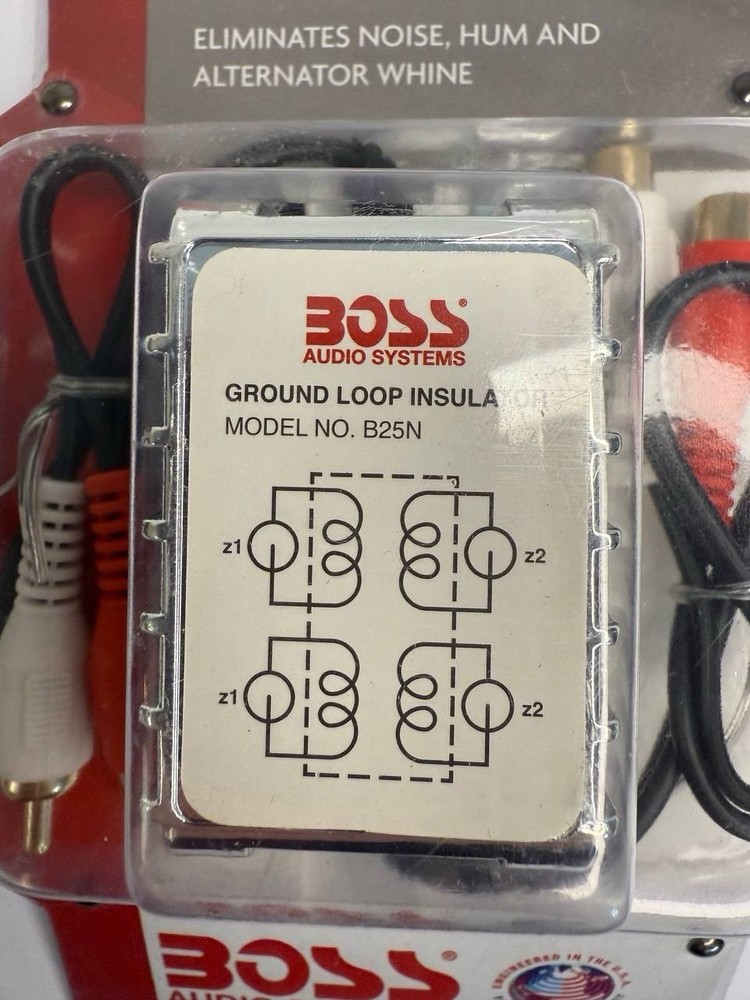 ELIMINATES NOISE, HUM AND
ALTERNATOR WHINE
BOSS®
AUDIO SYSTEMS
GROUND LOOP INSULATOR
MODEL NO. B25N
z1 z2
z1 z2
BOSS®
ENGINEERED IN THE U.S.A.